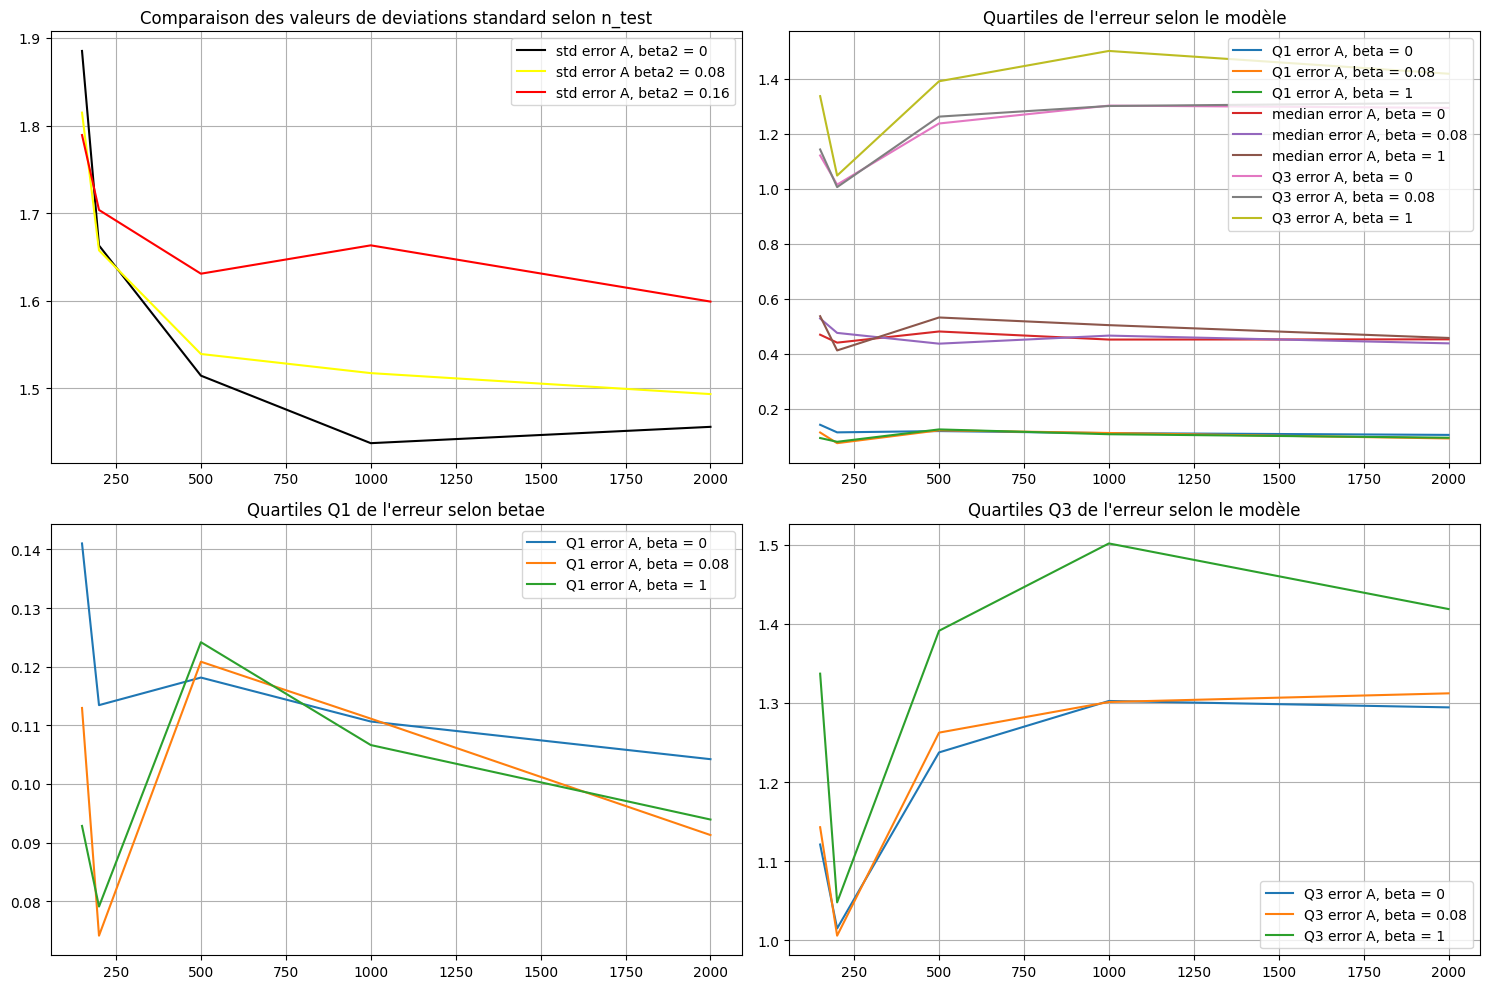 Comparaison des valeurs de deviations standard selon n_test
1.9
1.8
1.7
1.6
1.5
250 500 750 1000 1250 1500 1750 2000
std error A, beta2 = 0
std error A beta2 = 0.08
std error A, beta2 = 0.16
Quartiles de l'erreur selon le modèle
1.4
1.2
1.0
0.8
0.6
0.4
0.2
250 500 750 1000 1250 1500 1750 2000
Q1 error A, beta = 0
Q1 error A, beta = 0.08
Q1 error A, beta = 1
median error A, beta = 0
median error A, beta = 0.08
median error A, beta = 1
Q3 error A, beta = 0
Q3 error A, beta = 0.08
Q3 error A, beta = 1
Quartiles Q1 de l'erreur selon betae
0.14
0.13
0.12
0.11
0.10
0.09
0.08
250 500 750 1000 1250 1500 1750 2000
Q1 error A, beta = 0
Q1 error A, beta = 0.08
Q1 error A, beta = 1
Quartiles Q3 de l'erreur selon le modèle
1.5
1.4
1.3
1.2
1.1
1.0
250 500 750 1000 1250 1500 1750 2000
Q3 error A, beta = 0
Q3 error A, beta = 0.08
Q3 error A, beta = 1